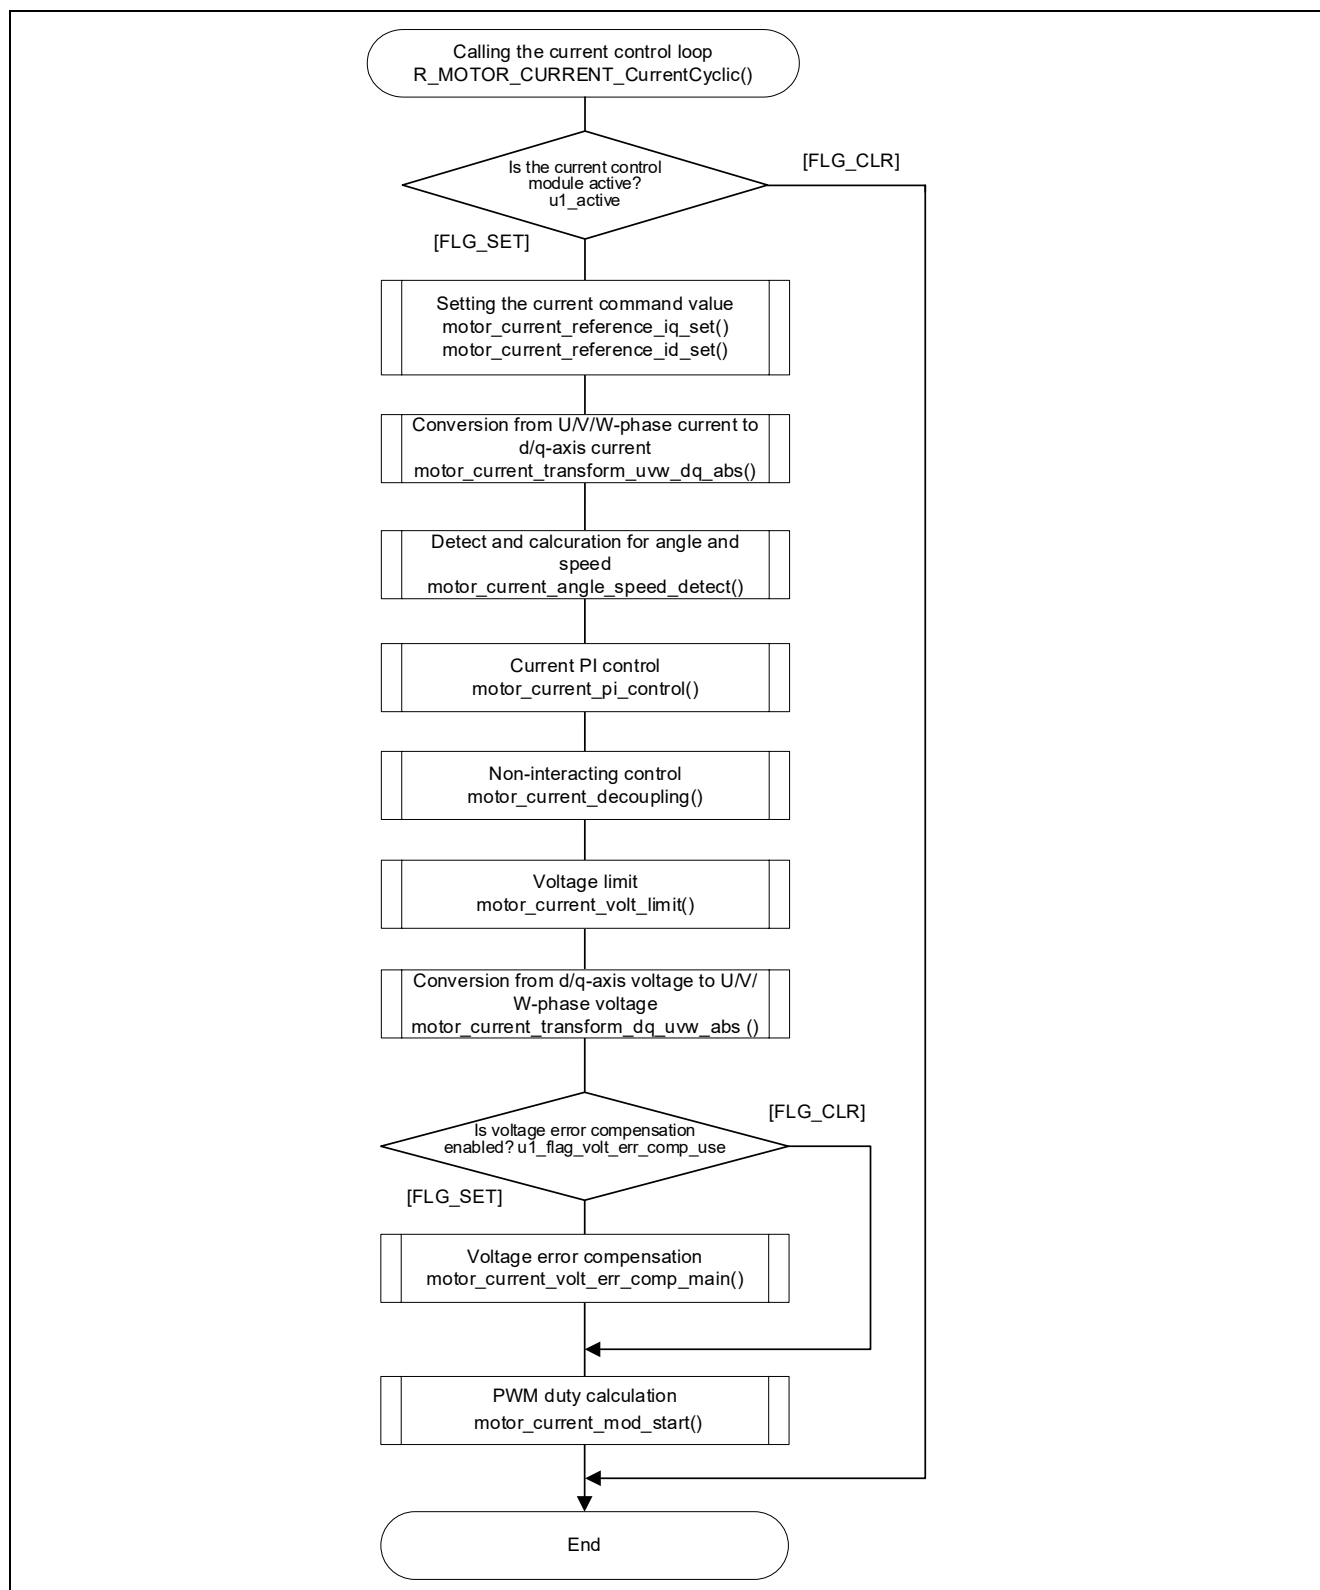 Calling the current control loop
R_MOTOR_CURRENT_CurrentCyclic()
Is the current control
module active?
u1_active
[FLG_CLR]
[FLG_SET]
Setting the current command value
motor_current_reference_iq_set()
motor_current_reference_id_set()
Conversion from U/V/W-phase current to
d/q-axis current
motor_current_transform_uvw_dq_abs()
Detect and calcuration for angle and
speed
motor_current_angle_speed_detect()
Current PI control
motor_current_pi_control()
Non-interacting control
motor_current_decoupling()
Voltage limit
motor_current_volt_limit()
Conversion from d/q-axis voltage to U/V/
W-phase voltage
motor_current_transform_dq_uvw_abs ()
Is voltage error compensation
enabled? u1_flag_volt_err_comp_use
[FLG_CLR]
[FLG_SET]
Voltage error compensation
motor_current_volt_err_comp_main()
PWM duty calculation
motor_current_mod_start()
End